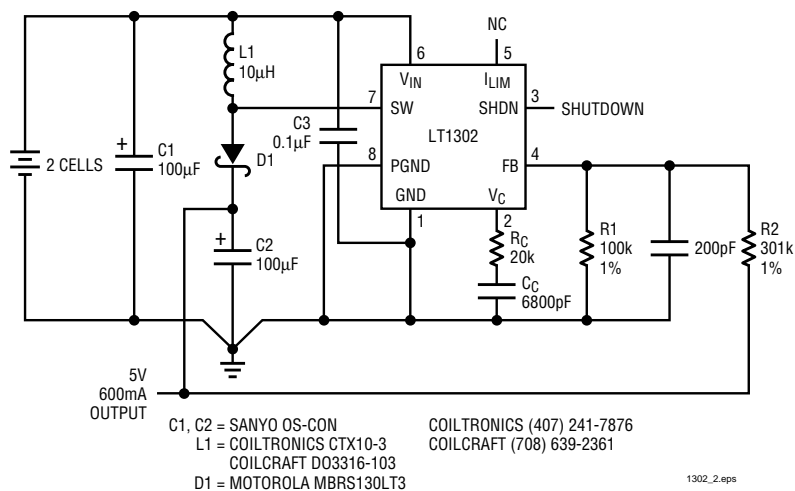 NC
L1
10µH
6
5
VIN
ILIM
7
SW
SHDN
3
SHUTDOWN
LT1302
2 CELLS
+
C1
100µF
D1
C3
0.1µF
8
PGND
FB
4
GND
VC
1
2
+
C2
100µF
RC
20k
CC
6800pF
R1
100k
1%
200pF
R2
301k
1%
5V
600mA
OUTPUT
C1, C2 = SANYO OS-CON
L1 = COILTRONICS CTX10-3
COILCRAFT DO3316-103
D1 = MOTOROLA MBRS130LT3
COILTRONICS (407) 241-7876
COILCRAFT (708) 639-2361
1302_2.eps